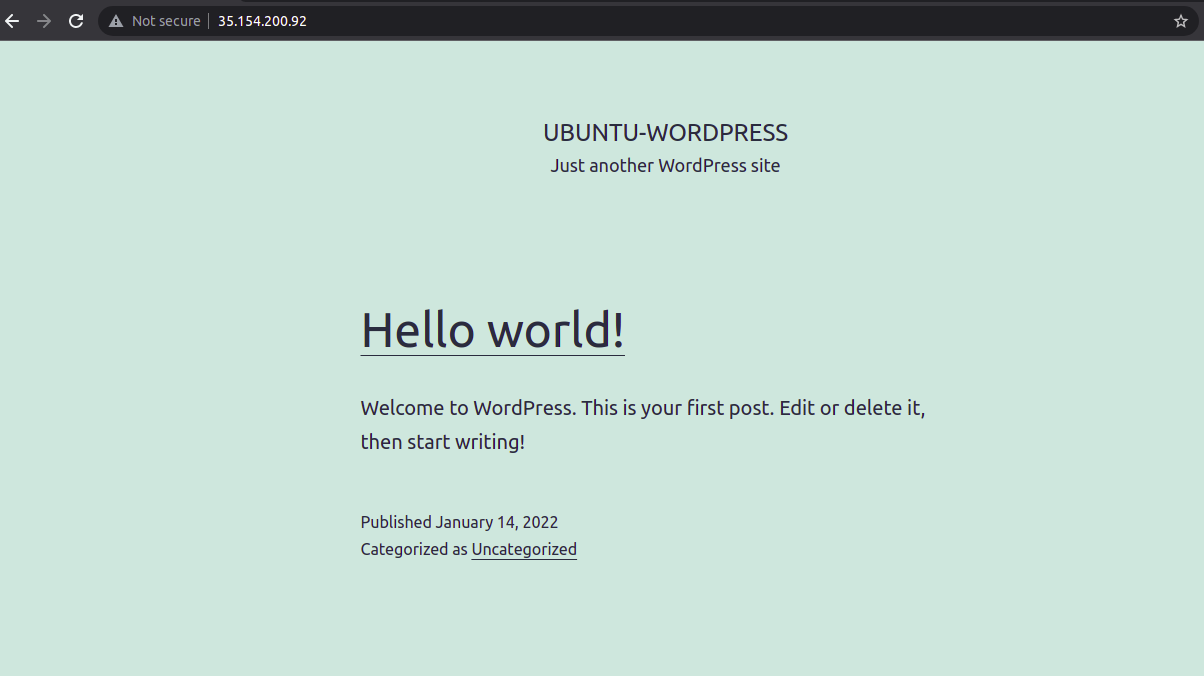 Not secure 35.154.200.92
UBUNTU-WORDPRESS
Just another WordPress site
Hello world!
Welcome to WordPress. This is your first post. Edit or delete it,
then start writing!
Published January 14, 2022
Categorized as Uncategorized